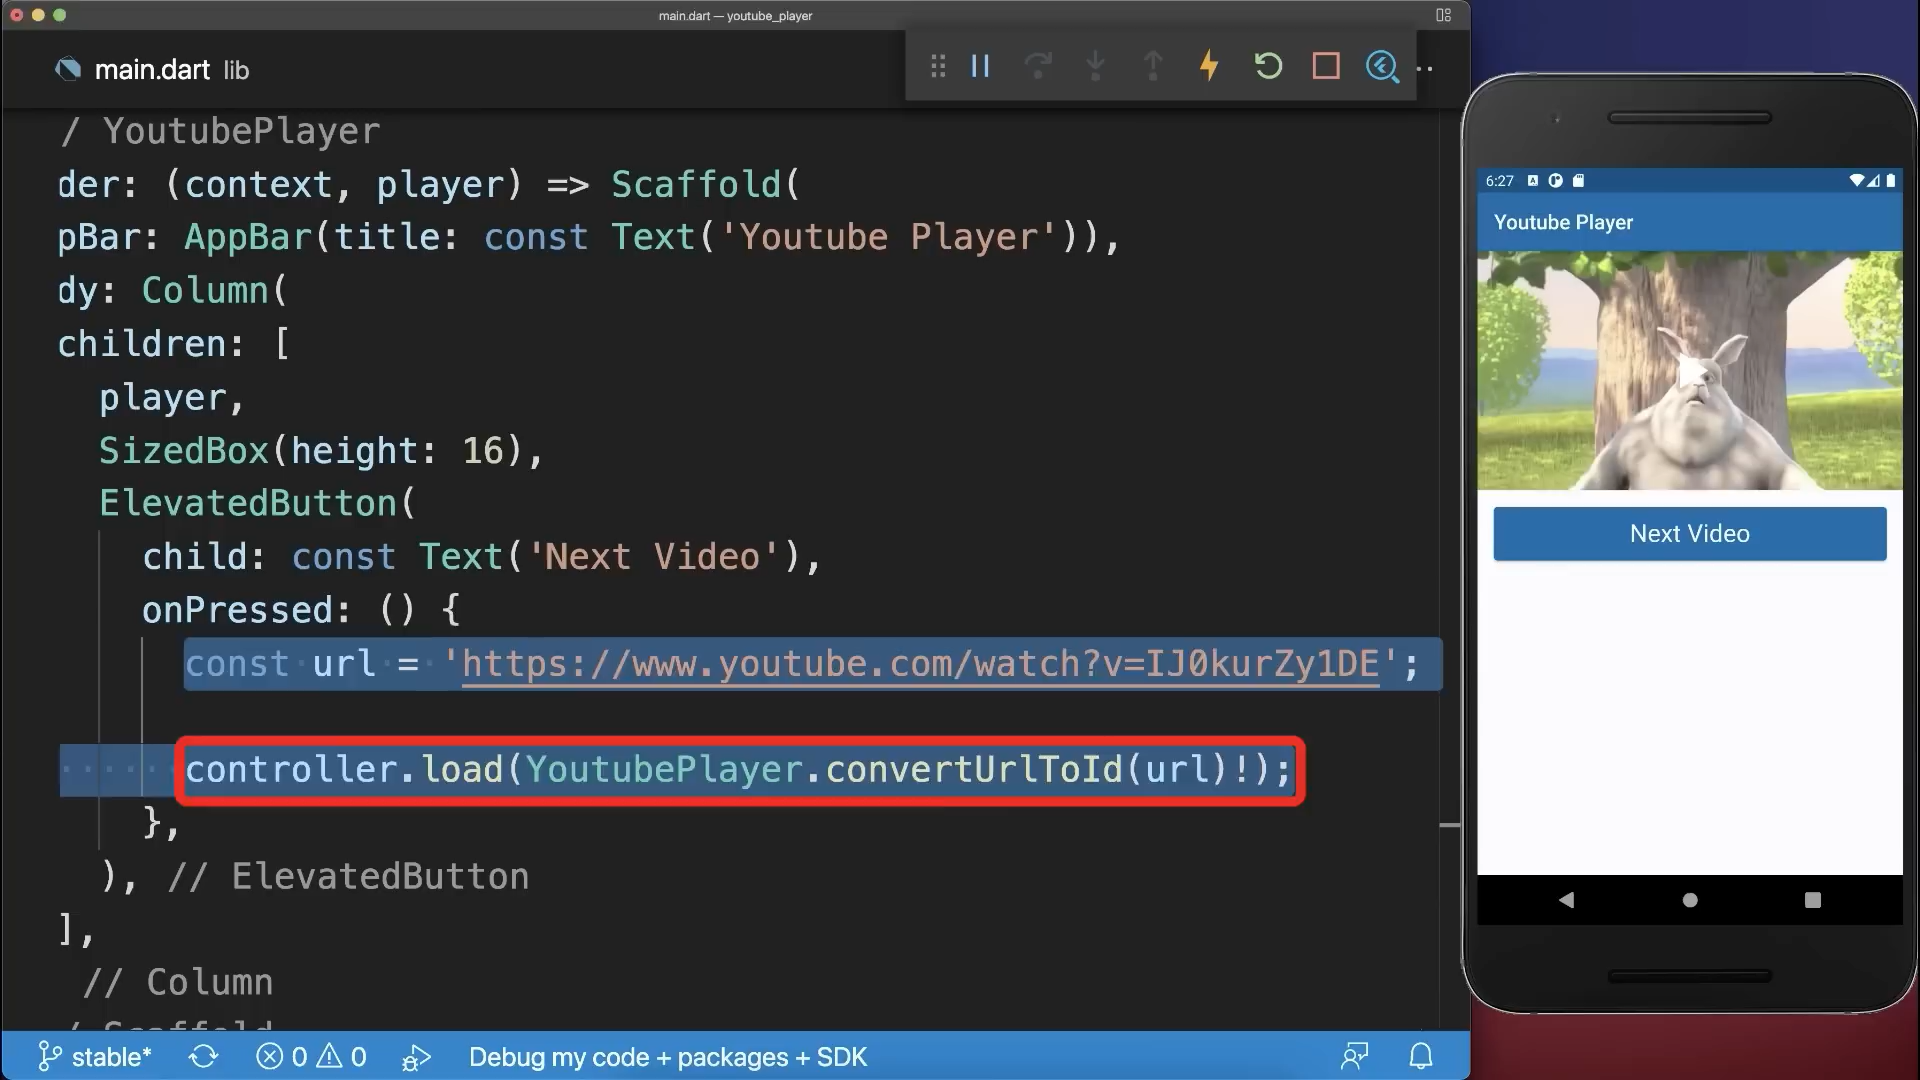 main.dart — youtube_player
main.dart lib
/ YoutubePlayer
der: (context, player) => Scaffold(
pBar: AppBar(title: const Text('Youtube Player')),
dy: Column(
children: [
player,
SizedBox(height: 16),
ElevatedButton(
child: const Text('Next Video'),
onPressed: () {
const url = 'https://www.youtube.com/watch?v=IJ0kurZy1DE';
controller.load(YoutubePlayer.convertUrlToId(url)!);
},
), // ElevatedButton
],
// Column
/ Scaffold
stable* 0 0 Debug my code + packages + SDK
6:27
Youtube Player
Next Video